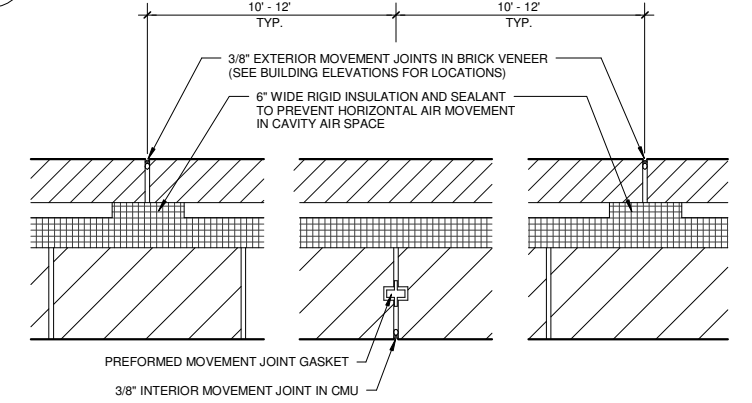 10' - 12'
TYP.
10' - 12'
TYP.
3/8" EXTERIOR MOVEMENT JOINTS IN BRICK VENEER
(SEE BUILDING ELEVATIONS FOR LOCATIONS)
6" WIDE RIGID INSULATION AND SEALANT
TO PREVENT HORIZONTAL AIR MOVEMENT
IN CAVITY AIR SPACE
PREFORMED MOVEMENT JOINT GASKET
3/8" INTERIOR MOVEMENT JOINT IN CMU